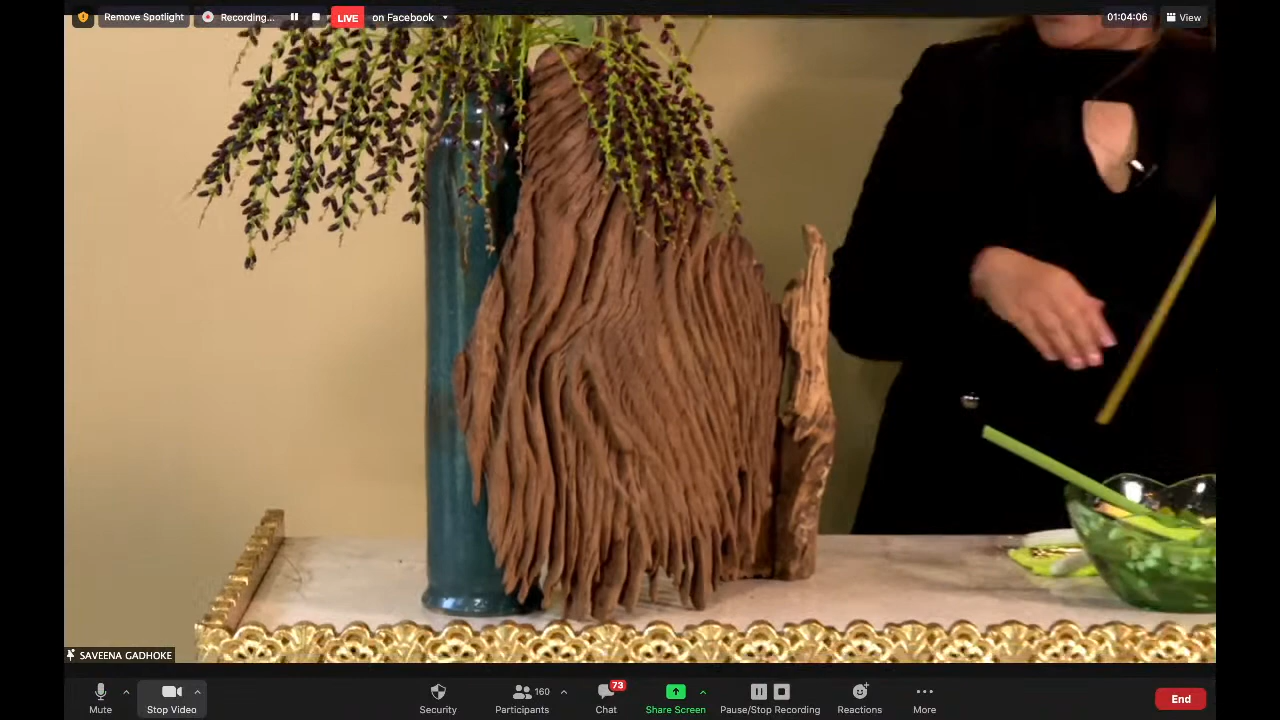 Remove Spotlight Recording... LIVE on Facebook 01:04:06 View
SAVEENA GADHOKE
73
160
Mute Stop Video Security Participants Chat Share Screen Pause/Stop Recording Reactions More End